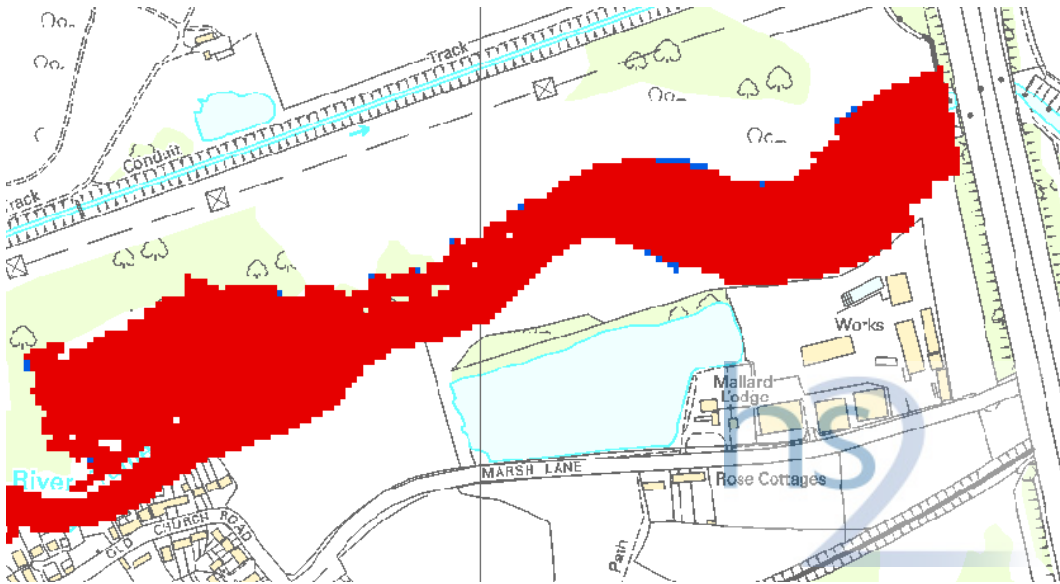 Track
Conduit
Track
Works
Mallard
Lodge
hs2
MARSH LANE
Rose Cottages
River
OLD CHURCH ROAD
Path